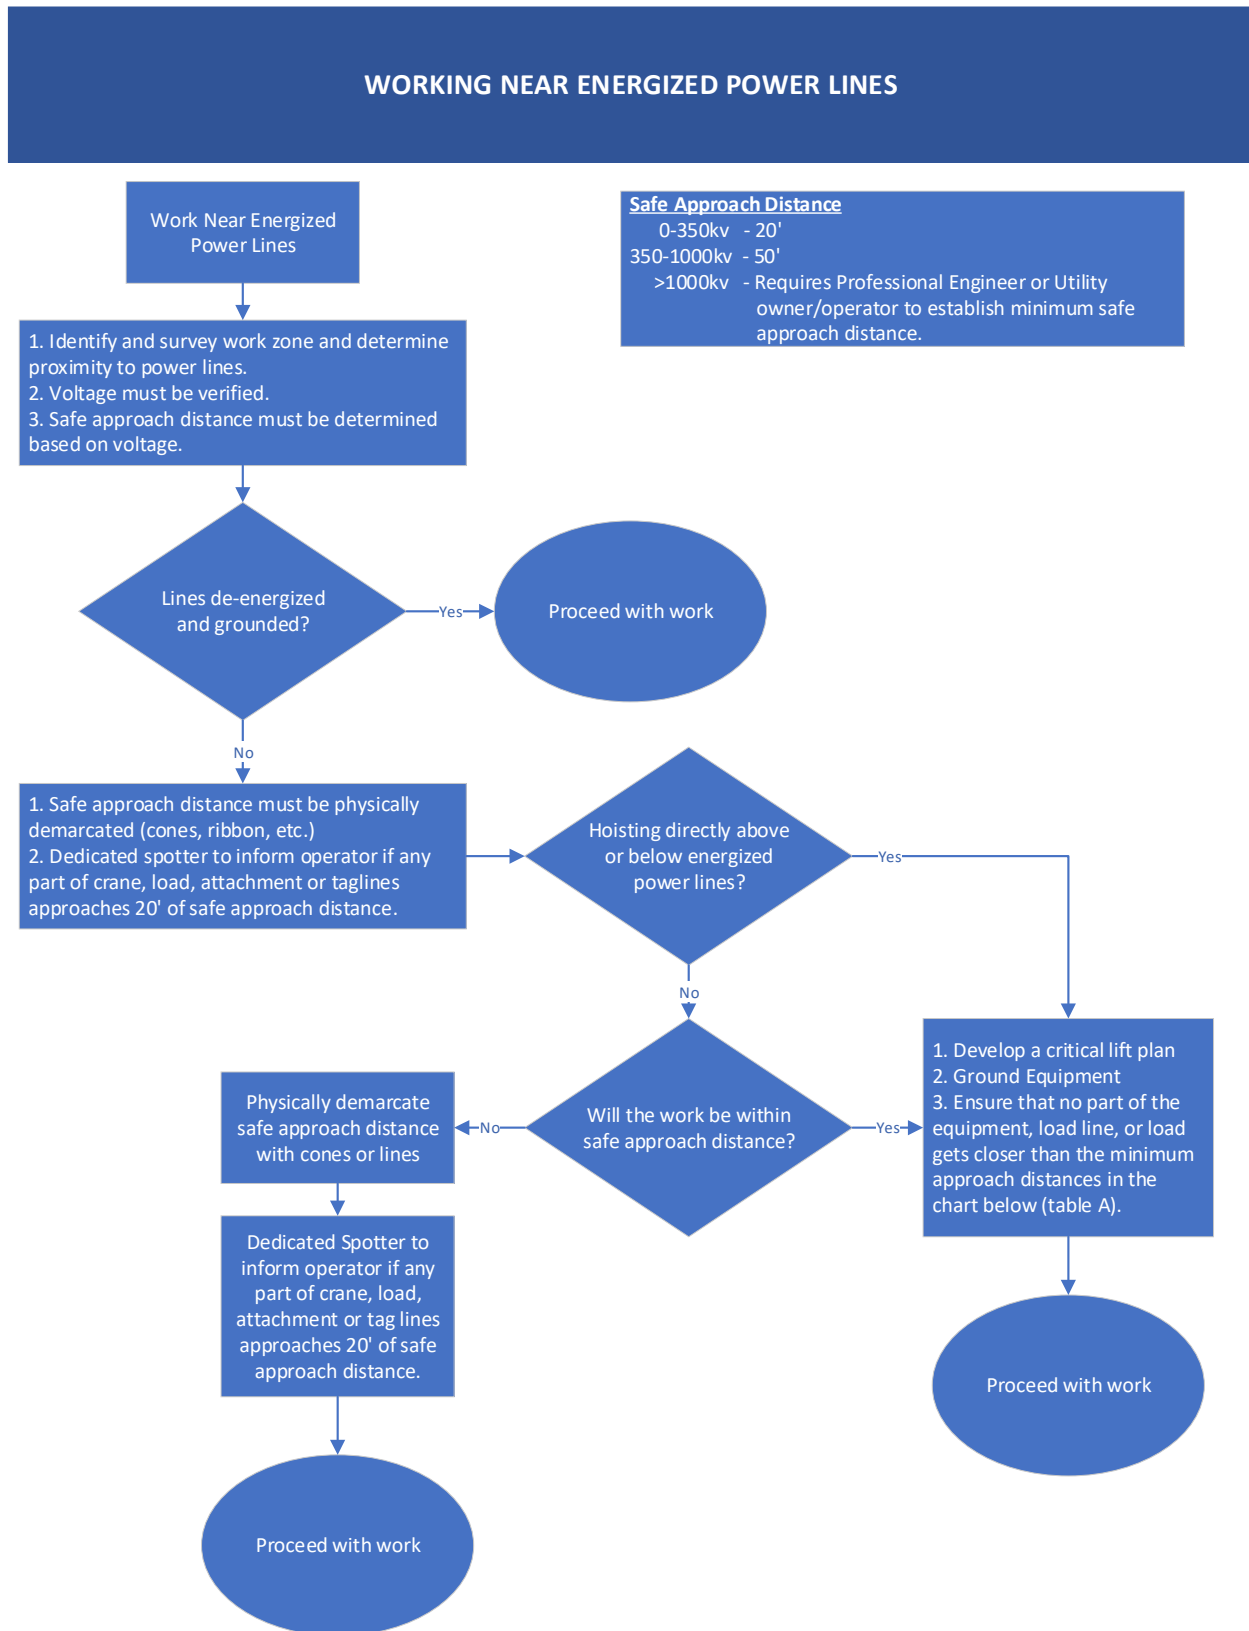 WORKING NEAR ENERGIZED POWER LINES
Work Near Energized
Power Lines
Safe Approach Distance
0-350kv - 20'
350-1000kv - 50'
>1000kv - Requires Professional Engineer or Utility
owner/operator to establish minimum safe
approach distance.
1. Identify and survey work zone and determine
proximity to power lines.
2. Voltage must be verified.
3. Safe approach distance must be determined
based on voltage.
Lines de-energized
and grounded?
Yes
Proceed with work
No
1. Safe approach distance must be physically
demarcated (cones, ribbon, etc.)
2. Dedicated spotter to inform operator if any
part of crane, load, attachment or taglines
approaches 20' of safe approach distance.
Hoisting directly above
or below energized
power lines?
Yes
No
Will the work be within
safe approach distance?
No
Yes
Physically demarcate
safe approach distance
with cones or lines
1. Develop a critical lift plan
2. Ground Equipment
3. Ensure that no part of the
equipment, load line, or load
gets closer than the minimum
approach distances in the
chart below (table A).
Dedicated Spotter to
inform operator if any
part of crane, load,
attachment or tag lines
approaches 20' of safe
approach distance.
Proceed with work
Proceed with work